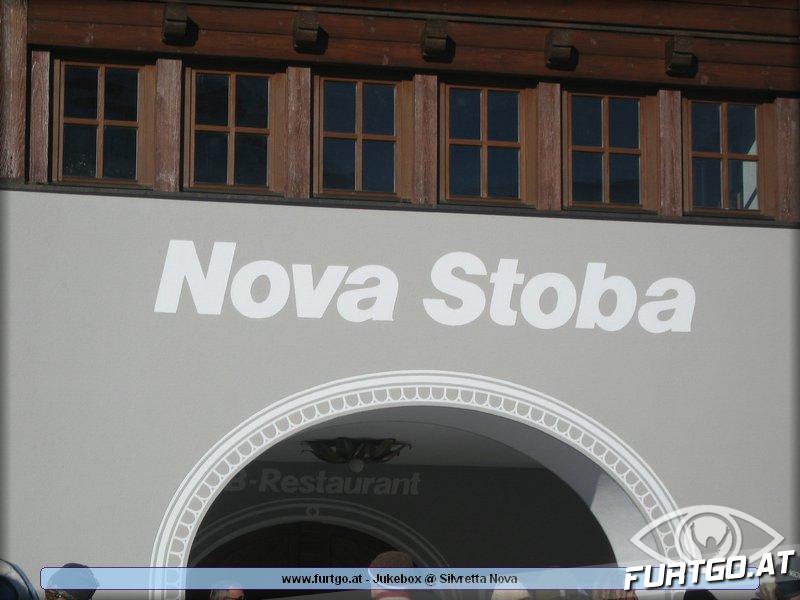 Nova Stoba
B-Restaurant
www.furtgo.at - Jukebox @ Silvretta Nova
FURTGO.AT